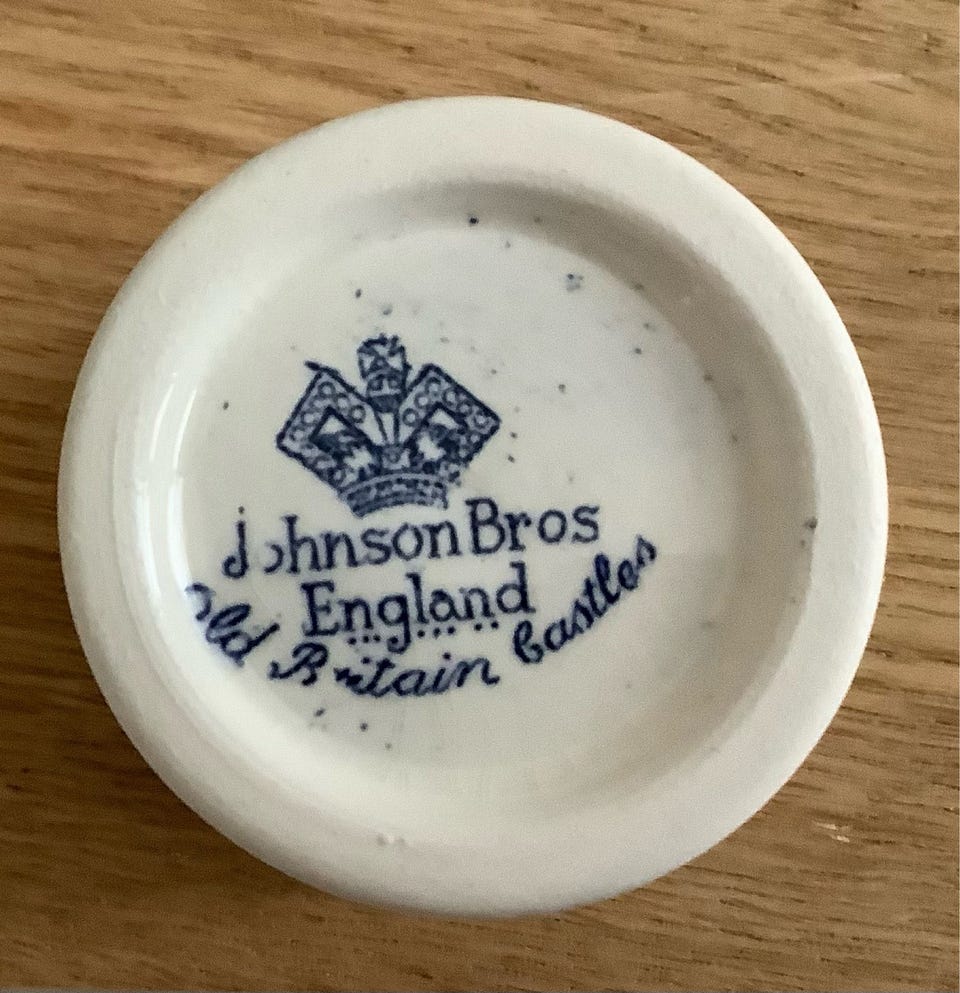 Johnson Bros
England
Old Britain Castles